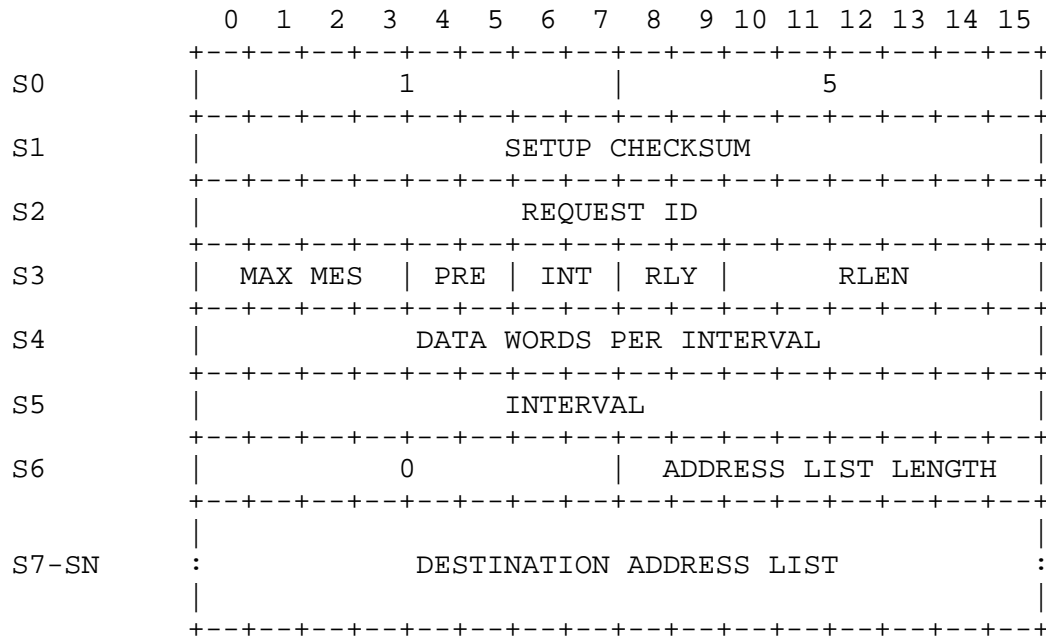 0 1 2 3 4 5 6 7 8 9 10 11 12 13 14 15
+--+--+--+--+--+--+--+--+--+--+--+--+--+--+--+--+
S0 | 1 | 5 |
+--+--+--+--+--+--+--+--+--+--+--+--+--+--+--+--+
S1 | SETUP CHECKSUM |
+--+--+--+--+--+--+--+--+--+--+--+--+--+--+--+--+
S2 | REQUEST ID |
+--+--+--+--+--+--+--+--+--+--+--+--+--+--+--+--+
S3 | MAX MES | PRE | INT | RLY | RLEN |
+--+--+--+--+--+--+--+--+--+--+--+--+--+--+--+--+
S4 | DATA WORDS PER INTERVAL |
+--+--+--+--+--+--+--+--+--+--+--+--+--+--+--+--+
S5 | INTERVAL |
+--+--+--+--+--+--+--+--+--+--+--+--+--+--+--+--+
S6 | 0 | ADDRESS LIST LENGTH |
+--+--+--+--+--+--+--+--+--+--+--+--+--+--+--+--+
| |
S7-SN : DESTINATION ADDRESS LIST :
| |
+--+--+--+--+--+--+--+--+--+--+--+--+--+--+--+--+